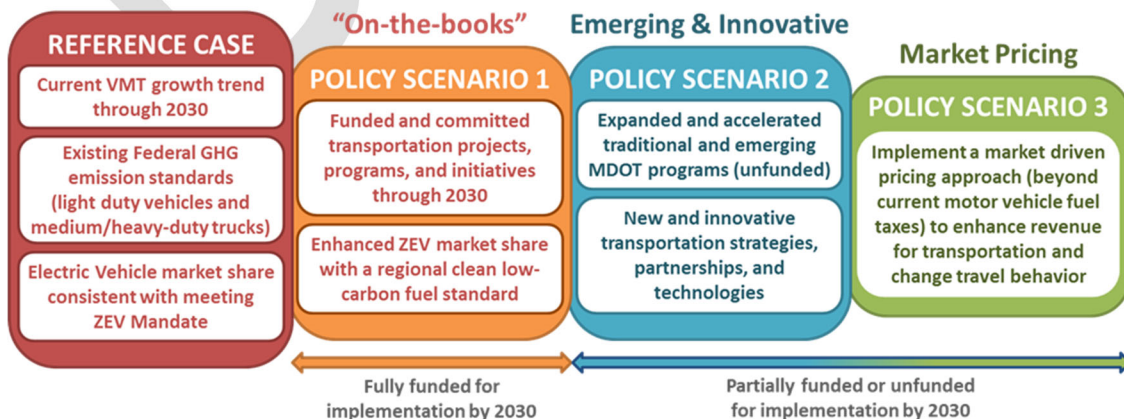 REFERENCE CASE
Current VMT growth trend
through 2030
Existing Federal GHG
emission standards
(light duty vehicles and
medium/heavy-duty trucks)
Electric Vehicle market share
consistent with meeting
ZEV Mandate
“On-the-books”
POLICY SCENARIO 1
Funded and committed
transportation projects,
programs, and initiatives
through 2030
Enhanced ZEV market share
with a regional clean low-
carbon fuel standard
Emerging & Innovative
POLICY SCENARIO 2
Expanded and accelerated
traditional and emerging
MDOT programs (unfunded)
New and innovative
transportation strategies,
partnerships, and
technologies
Market Pricing
POLICY SCENARIO 3
Implement a market driven
pricing approach (beyond
current motor vehicle fuel
taxes) to enhance revenue
for transportation and
change travel behavior
Fully funded for
implementation by 2030
Partially funded or unfunded
for implementation by 2030